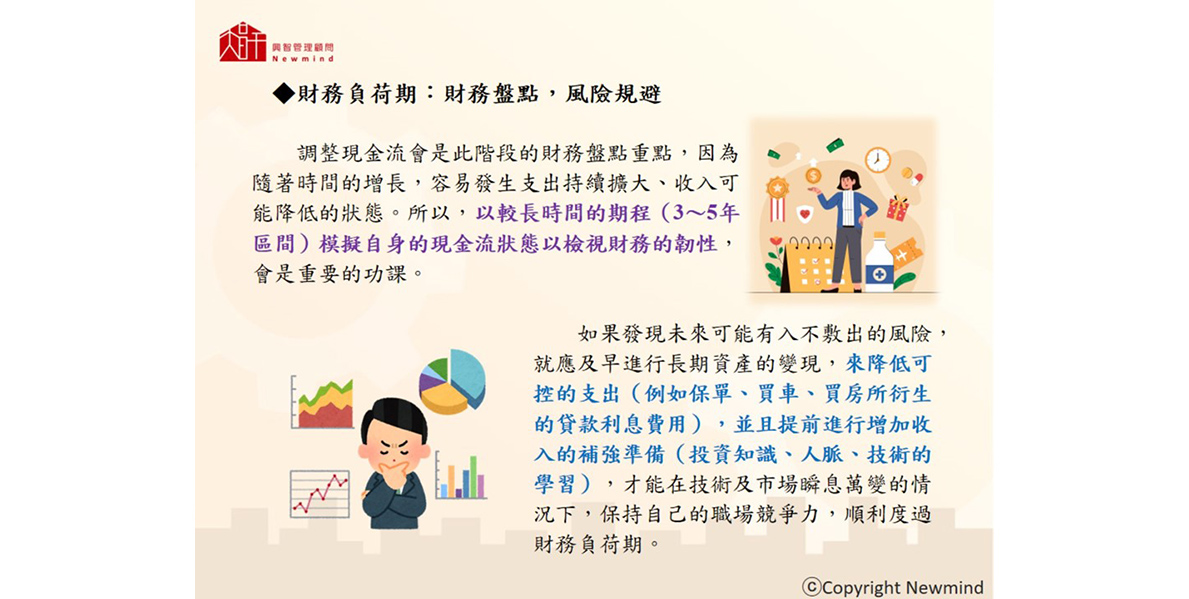 興智管理顧問
Newmind
◆財務負荷期：財務盤點，風險規避
調整現金流會是此階段的財務盤點重點，因為
隨著時間的增長，容易發生支出持續擴大、收入可
能降低的狀態。所以，以較長時間的期程（3～5年
區間）模擬自身的現金流狀態以檢視財務的韌性，
會是重要的功課。
如果發現未來可能有入不敷出的風險，
就應及早進行長期資產的變現，來降低可
控的支出（例如保單、買車、買房所衍生
的貸款利息費用），並且提前進行增加收
入的補強準備（投資知識、人脈、技術的
學習），才能在技術及市場瞬息萬變的情
況下，保持自己的職場競爭力，順利度過
財務負荷期。
ⓒCopyright Newmind